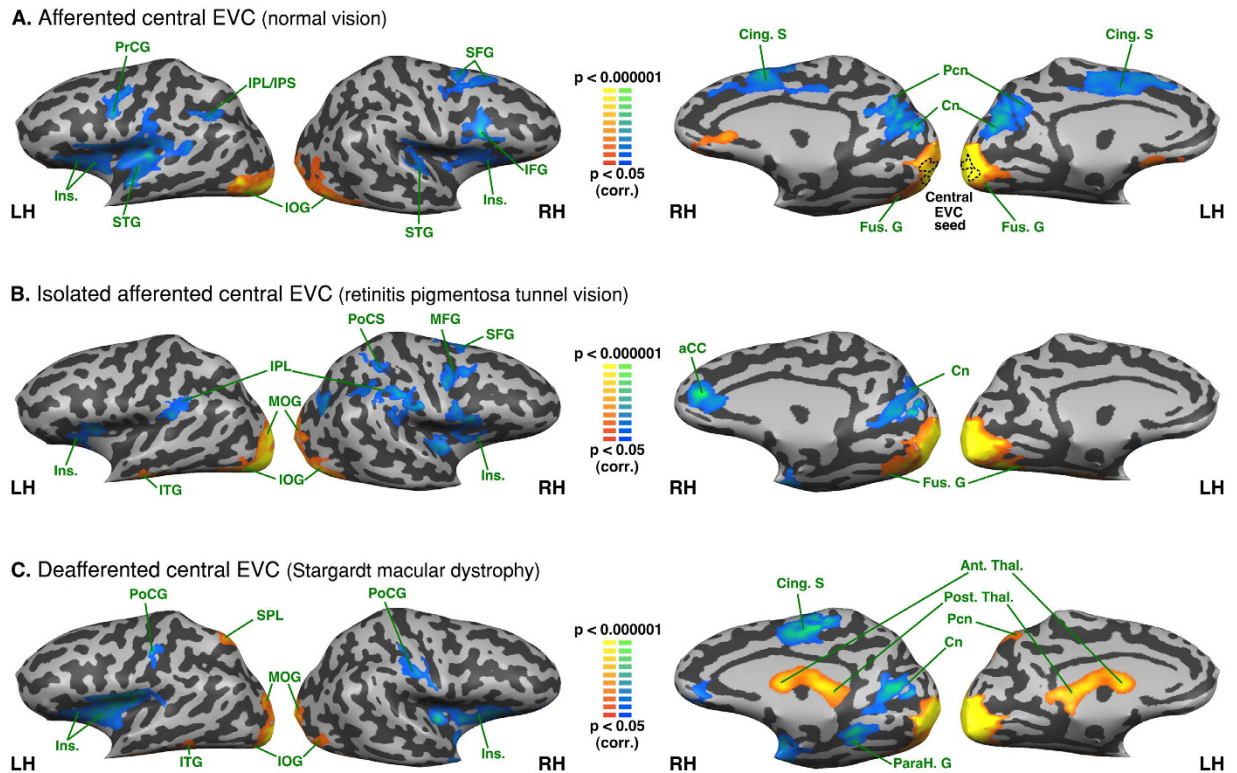 A. Afferented central EVC (normal vision)
PrCG
IPL/IPS
SFG
p < 0.000001
Cing. S
Cing. S
Pcn
Cn
Ins.
STG
IOG
STG
IFG
Ins.
p < 0.05
(corr.)
LH
RH
RH
Fus. G
Central
EVC
seed
Fus. G
LH
B. Isolated afferented central EVC (retinitis pigmentosa tunnel vision)
PoCS
MFG
SFG
IPL
MOG
p < 0.000001
aCC
Cn
Ins.
ITG
IOG
Ins.
p < 0.05
(corr.)
Fus. G
LH
RH
RH
LH
C. Deafferented central EVC (Stargardt macular dystrophy)
PoCG
SPL
PoCG
MOG
p < 0.000001
Cing. S
Ant. Thal.
Post. Thal.
Pcn
Cn
Ins.
ITG
IOG
Ins.
p < 0.05
(corr.)
ParaH. G
LH
RH
RH
LH